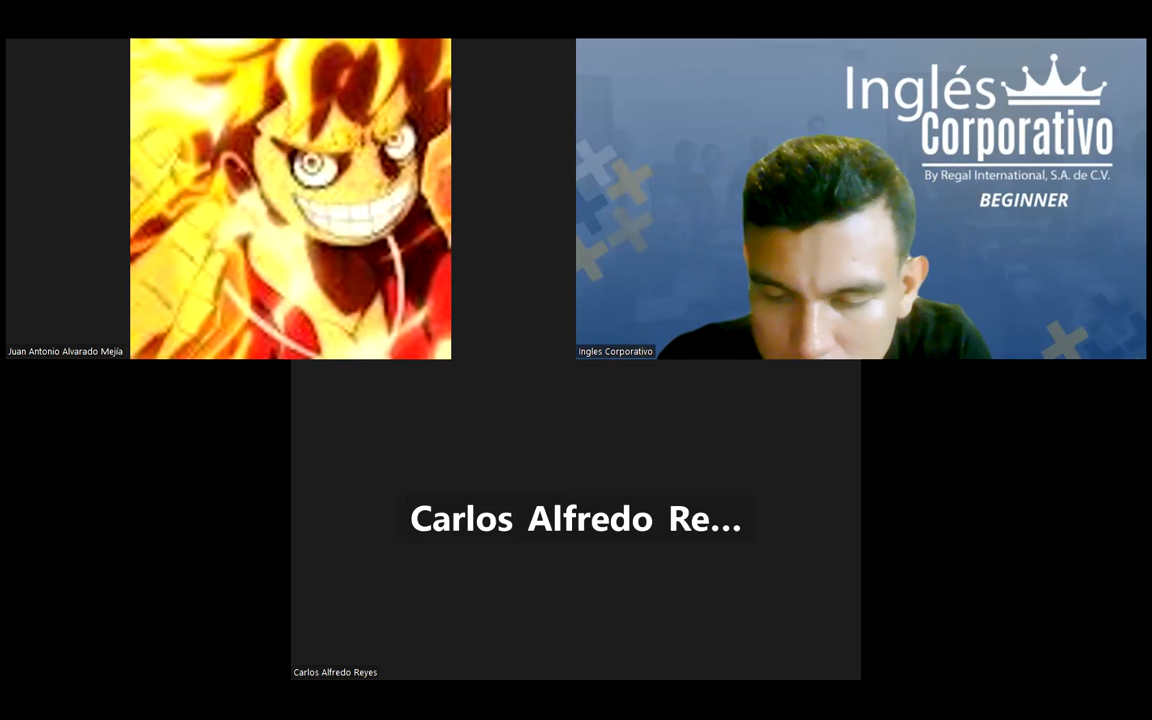 Inglés
Corporativo
By Regal International, S.A. de C.V.
BEGINNER
Juan Antonio Alvarado Mejía
Ingles Corporativo
Carlos Alfredo Re...
Carlos Alfredo Reyes